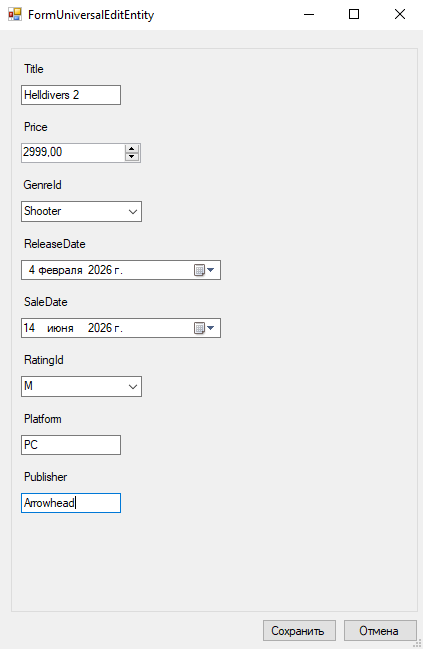 FormUniversalEditEntity
Title
Helldivers 2
Price
2999,00
GenreId
Shooter
ReleaseDate
4 февраля 2026 г.
SaleDate
14 июня 2026 г.
RatingId
M
Platform
PC
Publisher
Arrowhead
Сохранить Отмена